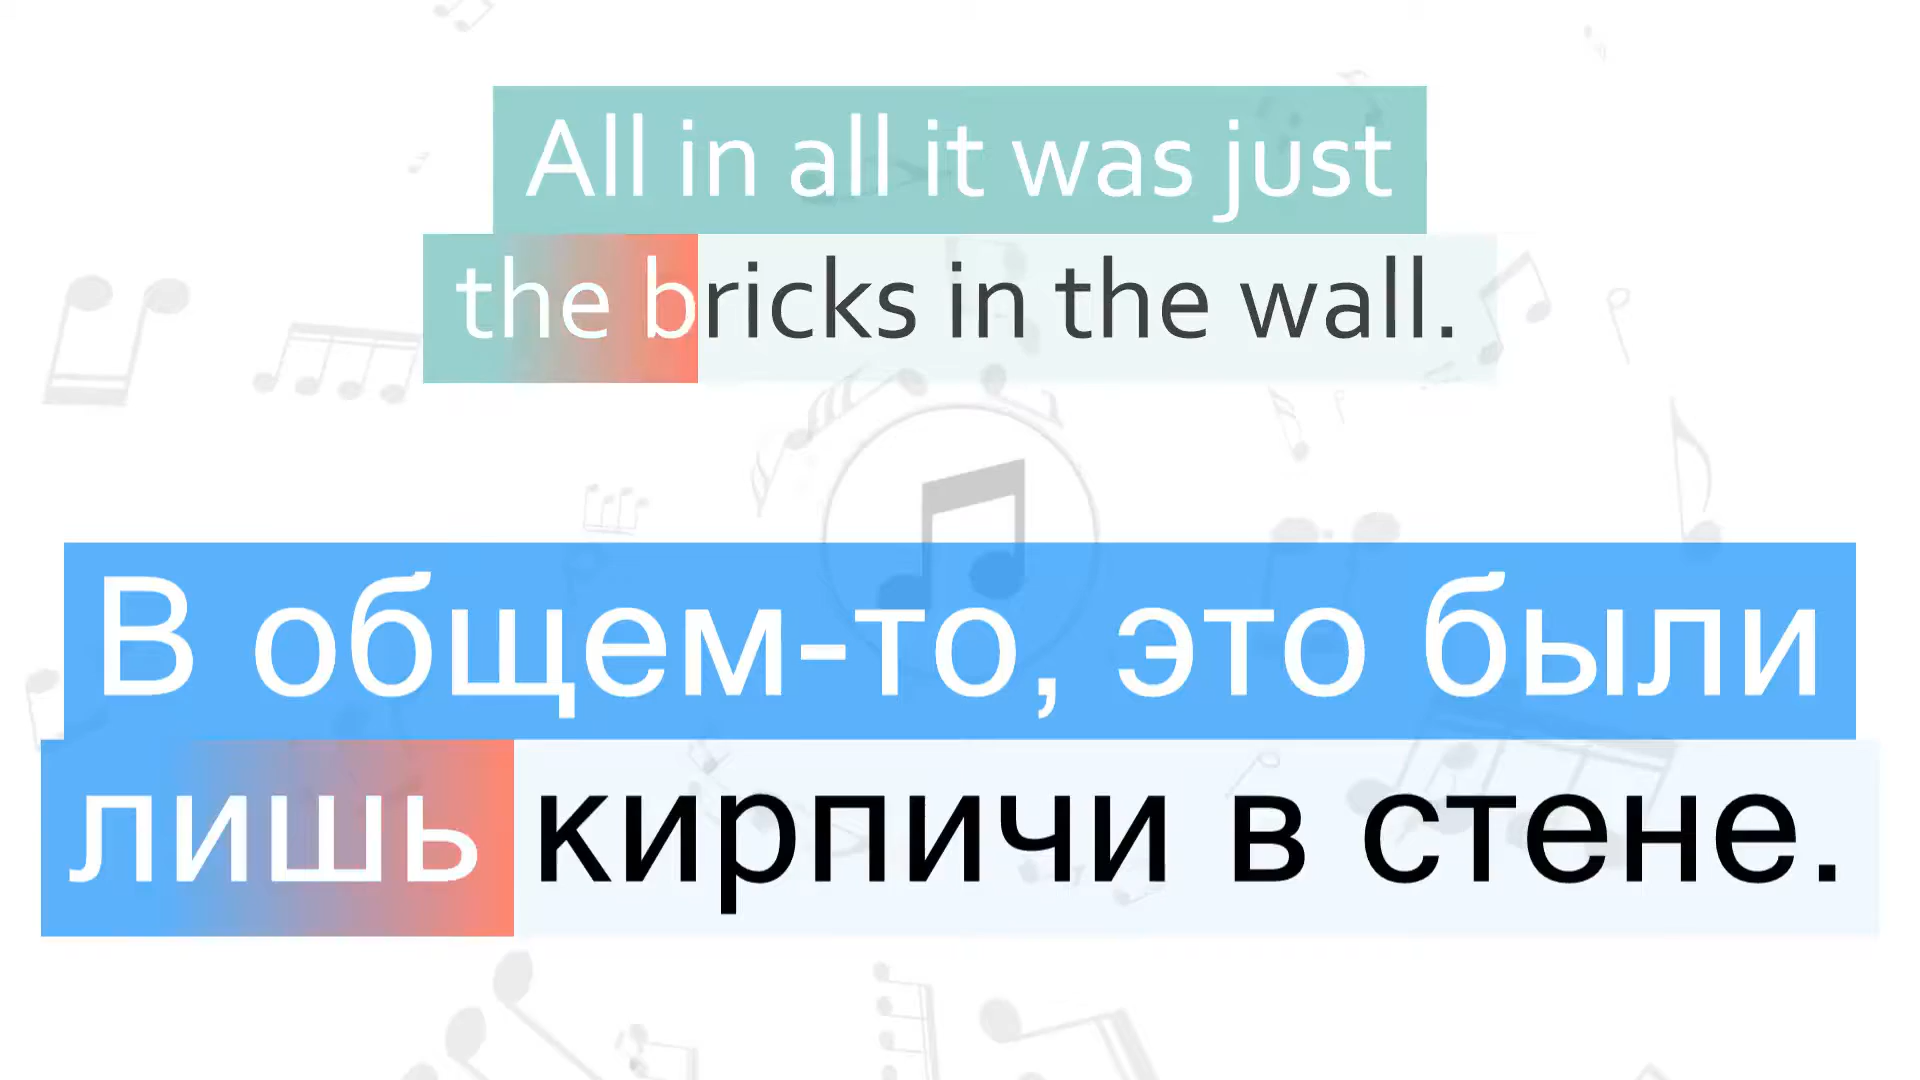 All in all it was just
the bricks in the wall.
В общем-то, это были
лишь кирпичи в стене.